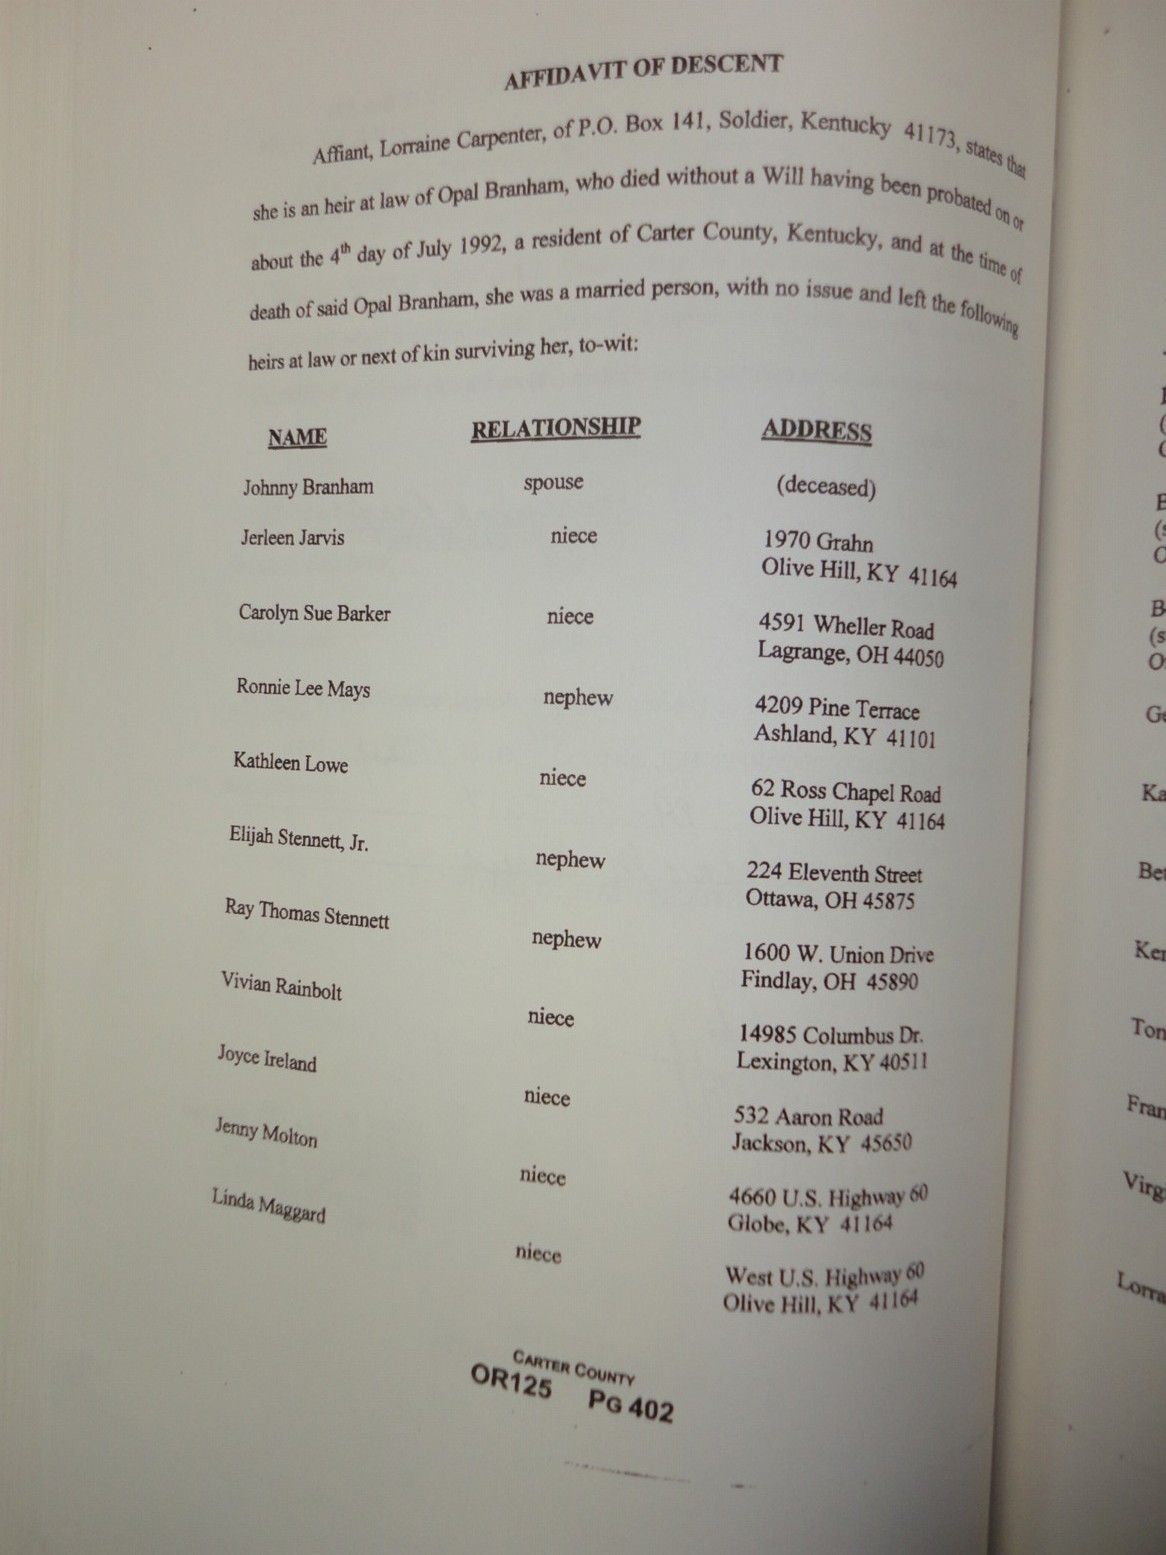 AFFIDAVIT OF DESCENT
Affiant, Lorraine Carpenter, of P.O. Box 141, Soldier, Kentucky 41173, states that
she is an heir at law of Opal Branham, who died without a Will having been probated on or
about the 4th day of July 1992, a resident of Carter County, Kentucky, and at the time of
death of said Opal Branham, she was a married person, with no issue and left the following
heirs at law or next of kin surviving her, to-wit:
NAME RELATIONSHIP ADDRESS
Johnny Branham spouse (deceased)
Jerleen Jarvis niece 1970 Grahn
Olive Hill, KY 41164
Carolyn Sue Barker niece 4591 Wheller Road
Lagrange, OH 44050
Ronnie Lee Mays nephew 4209 Pine Terrace
Ashland, KY 41101
Kathleen Lowe niece 62 Ross Chapel Road
Olive Hill, KY 41164
Elijah Stennett, Jr. nephew 224 Eleventh Street
Ottawa, OH 45875
Ray Thomas Stennett nephew 1600 W. Union Drive
Findlay, OH 45890
Vivian Rainbolt niece 14985 Columbus Dr.
Lexington, KY 40511
Joyce Ireland niece 532 Aaron Road
Jackson, KY 45650
Jenny Molton niece 4660 U.S. Highway 60
Globe, KY 41164
Linda Maggard niece West U.S. Highway 60
Olive Hill, KY 41164
CARTER COUNTY
OR125 PG 402